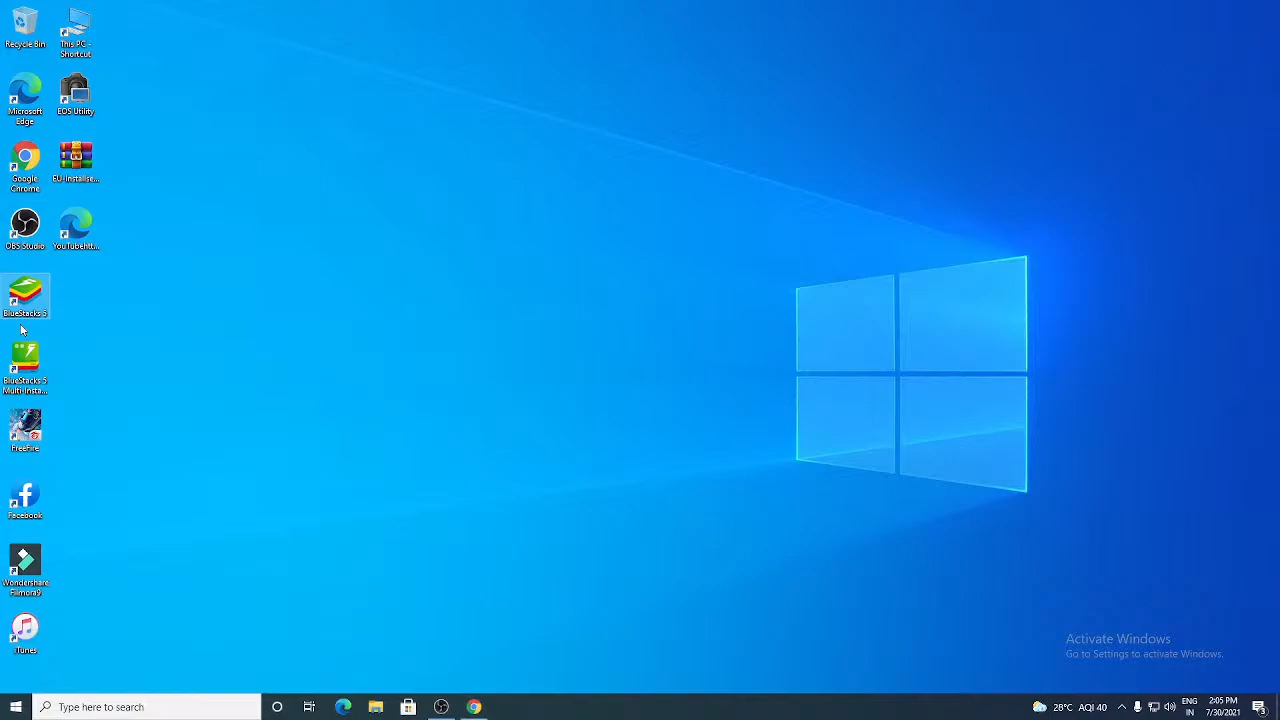 Recycle Bin
This PC -
Shortcut
Microsoft
Edge
EOS Utility
Google
Chrome
EU-Installse...
OBS Studio
YouTubehtt...
BlueStacks 5
BlueStacks 5
Multi-Insta...
FreeFire
Facebook
Wondershare
Filmora9
iTunes
Activate Windows
Go to Settings to activate Windows.
Type here to search
28°C AQI 40
ENG
IN
2:05 PM
7/30/2021
3